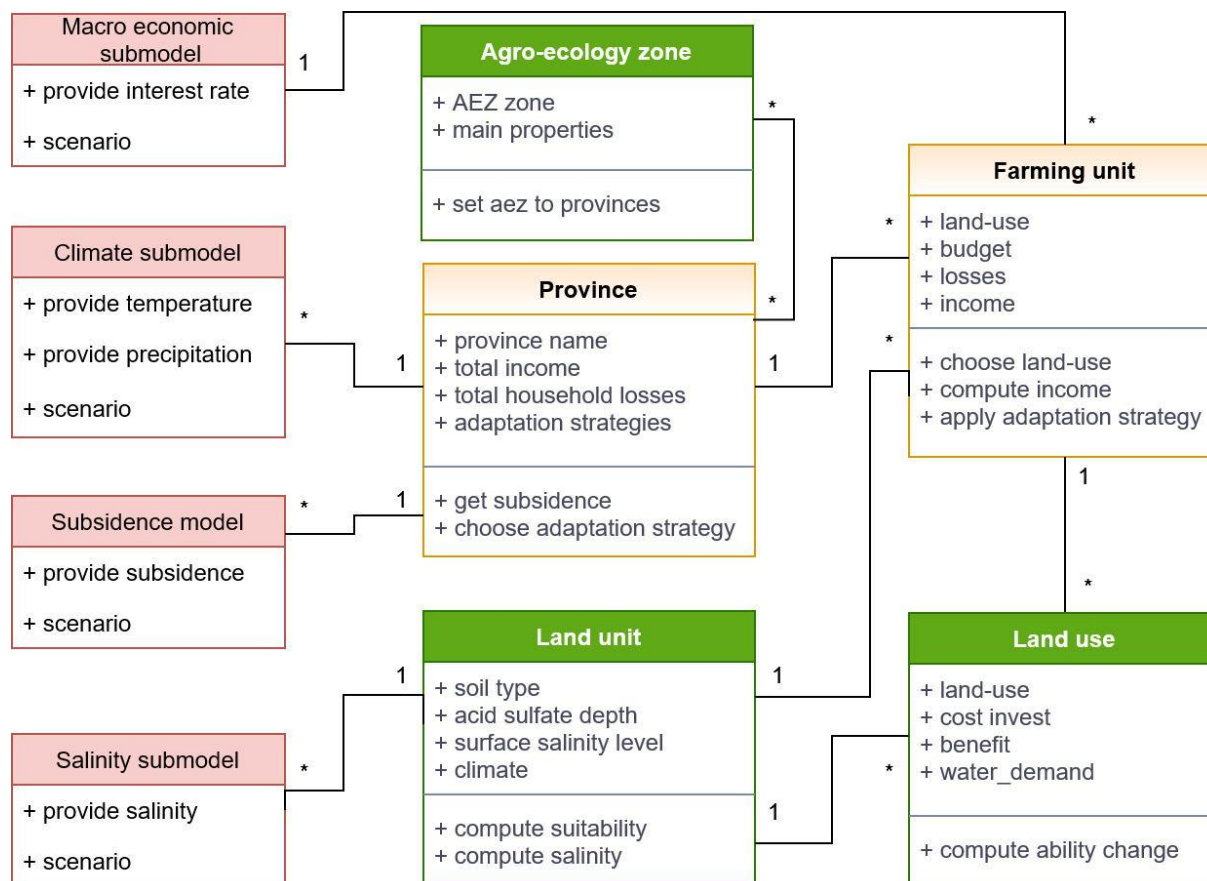 Macro economic
submodel
+ provide interest rate
+ scenario
1
Agro-ecology zone
+ AEZ zone
+ main properties
+ set aez to provinces
*
*
Farming unit
+ land-use
+ budget
+ losses
+ income
+ choose land-use
+ compute income
+ apply adaptation strategy
*
*
1
Climate submodel
+ provide temperature
+ provide precipitation
+ scenario
*
1
Province
+ province name
+ total income
+ total household losses
+ adaptation strategies
+ get subsidence
+ choose adaptation strategy
*
1
1
Subsidence model
+ provide subsidence
+ scenario
*
Land unit
+ soil type
+ acid sulfate depth
+ surface salinity level
+ climate
+ compute suitability
+ compute salinity
1
1
1
*
Land use
+ land-use
+ cost invest
+ benefit
+ water_demand
+ compute ability change
*
Salinity submodel
+ provide salinity
+ scenario
*